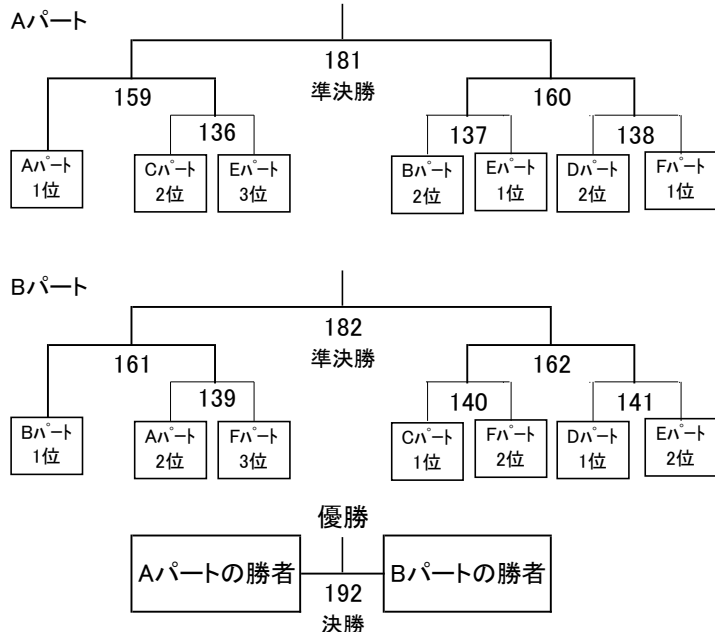 Aパート
181
準決勝
159
160
136
137
138
Aパート
1位
Cパート
2位
Eパート
3位
Bパート
2位
Eパート
1位
Dパート
2位
Fパート
1位
Bパート
182
準決勝
161
162
139
140
141
Bパート
1位
Aパート
2位
Fパート
3位
Cパート
1位
Fパート
2位
Dパート
1位
Eパート
2位
優勝
Aパートの勝者
Bパートの勝者
192
決勝